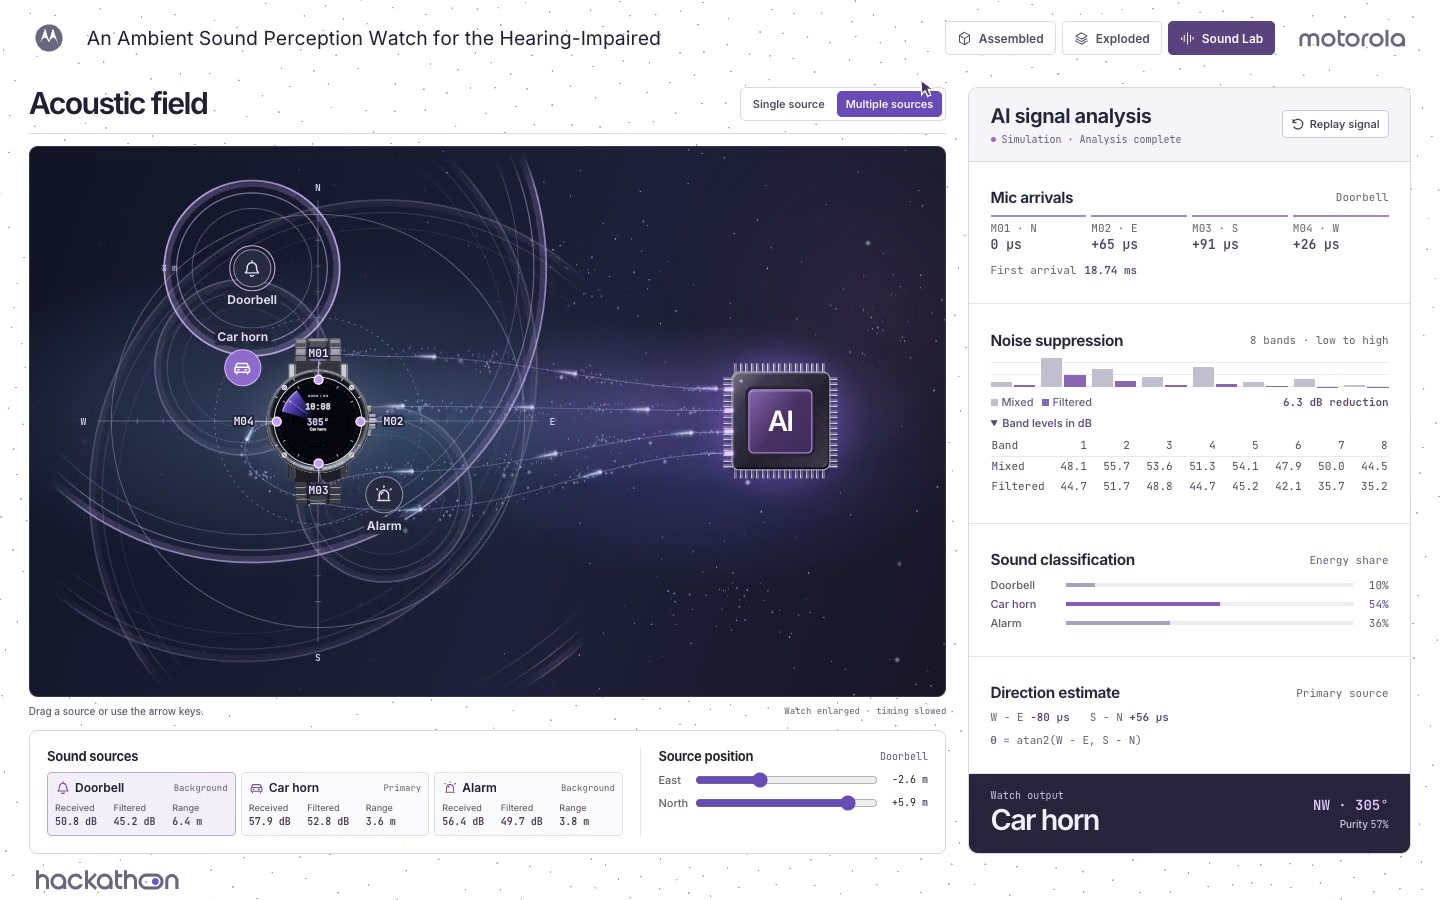 An Ambient Sound Perception Watch for the Hearing-Impaired
Assembled
Exploded
Sound Lab
motorola
Acoustic field
Single source
Multiple sources
N
8 m
Doorbell
Car horn
M01
10:08
305°
Car horn
M04
M02
W
E
M03
Alarm
S
AI
Drag a source or use the arrow keys.
Watch enlarged · timing slowed
Sound sources
Doorbell Background
Received Filtered Range
50.8 dB 45.2 dB 6.4 m
Car horn Primary
Received Filtered Range
57.9 dB 52.8 dB 3.6 m
Alarm Background
Received Filtered Range
56.4 dB 49.7 dB 3.8 m
Source position Doorbell
East -2.6 m
North +5.9 m
AI signal analysis
Simulation · Analysis complete
Replay signal
Mic arrivals Doorbell
M01 · N M02 · E M03 · S M04 · W
0 µs +65 µs +91 µs +26 µs
First arrival 18.74 ms
Noise suppression 8 bands · low to high
Mixed Filtered 6.3 dB reduction
Band levels in dB
Band 1 2 3 4 5 6 7 8
Mixed 48.1 55.7 53.6 51.3 54.1 47.9 50.0 44.5
Filtered 44.7 51.7 48.8 44.7 45.2 42.1 35.7 35.2
Sound classification Energy share
Doorbell 10%
Car horn 54%
Alarm 36%
Direction estimate Primary source
W - E -80 µs S - N +56 µs
θ = atan2(W - E, S - N)
Watch output
Car horn
NW · 305°
Purity 57%
hackathon